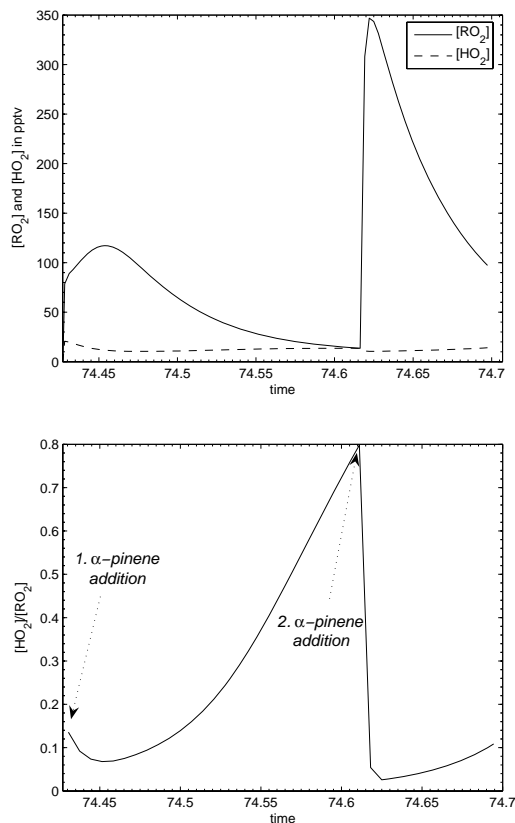 350
300
250
200
150
100
50
0
[RO2] and [HO2] in pptv
[RO2]
[HO2]
74.45 74.5 74.55 74.6 74.65 74.7
time
0.8
0.7
0.6
0.5
0.4
0.3
0.2
0.1
0
[HO2]/[RO2]
1. α−pinene
addition
2. α−pinene
addition
74.45 74.5 74.55 74.6 74.65 74.7
time